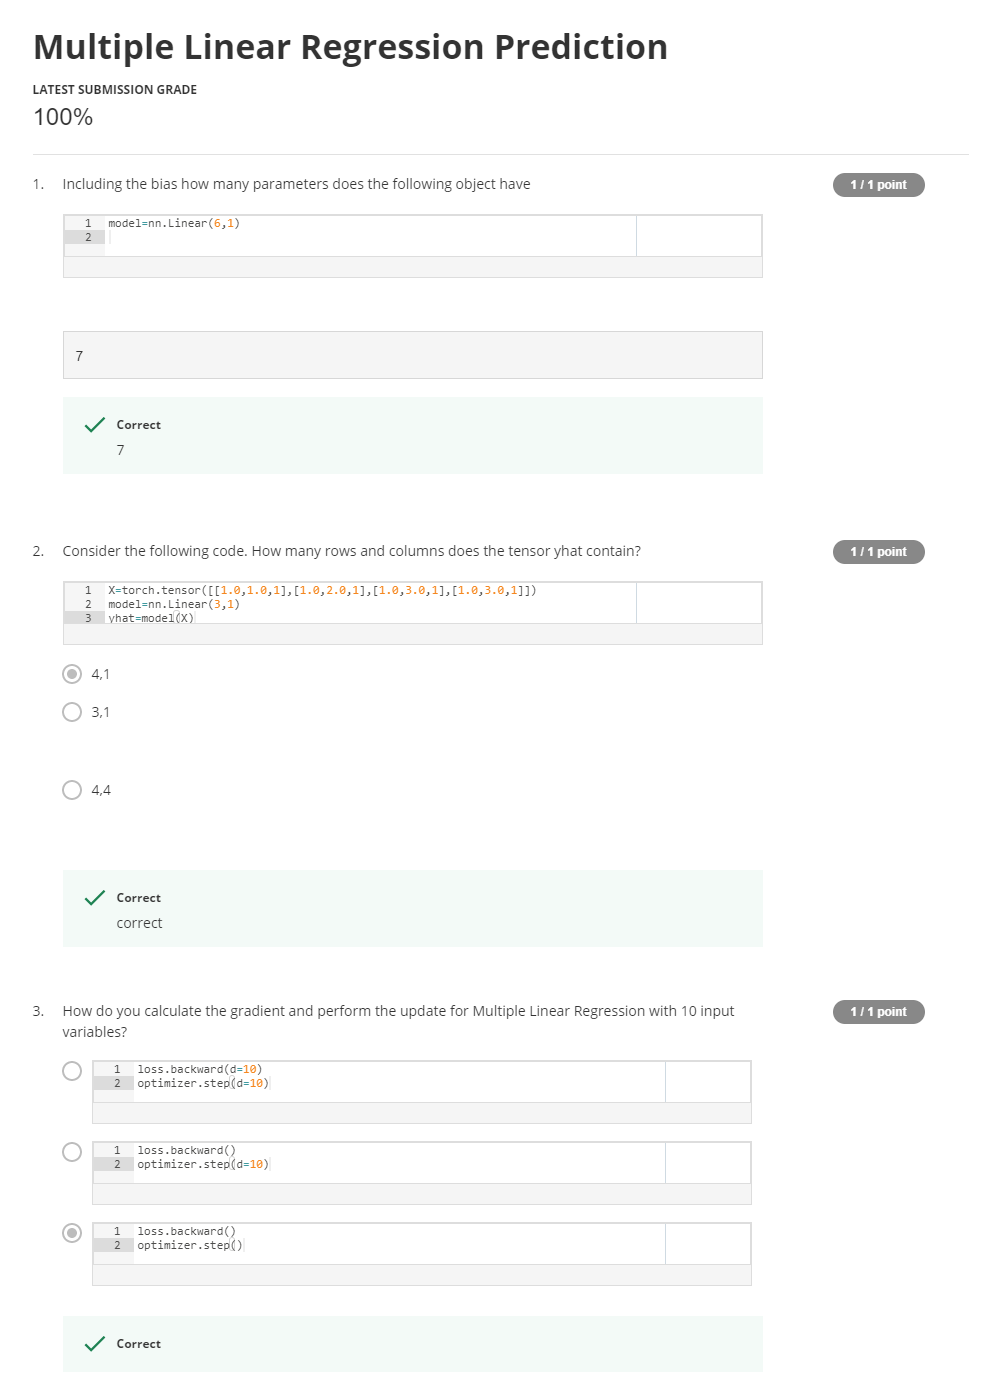 Multiple Linear Regression Prediction
LATEST SUBMISSION GRADE
100%
1. Including the bias how many parameters does the following object have
1 / 1 point
1 model=nn.Linear(6,1)
2
7
Correct
7
2. Consider the following code. How many rows and columns does the tensor yhat contain?
1 / 1 point
1 X=torch.tensor([[1.0,1.0,1],[1.0,2.0,1],[1.0,3.0,1],[1.0,3.0,1]])
2 model=nn.Linear(3,1)
3 yhat=model(X)
4,1
3,1
4,4
Correct
correct
3. How do you calculate the gradient and perform the update for Multiple Linear Regression with 10 input
variables?
1 / 1 point
1 loss.backward(d=10)
2 optimizer.step(d=10)
1 loss.backward()
2 optimizer.step(d=10)
1 loss.backward()
2 optimizer.step()
Correct